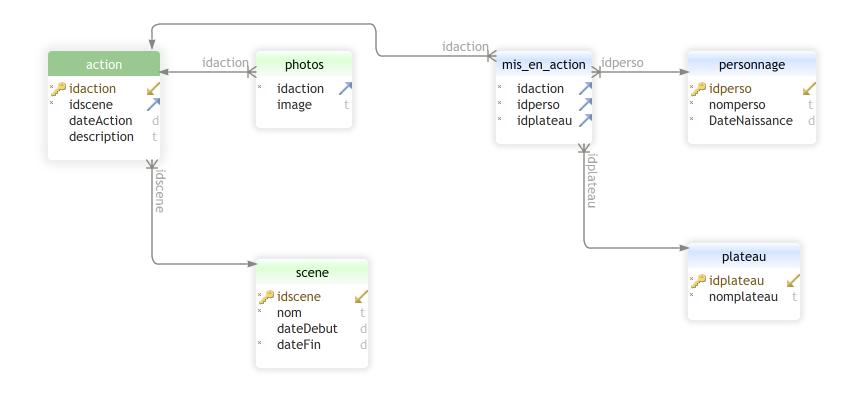 action
idaction
idscene
dateAction d
description t
idaction
photos
idaction
image t
idaction
mis_en_action
idaction
idperso
idplateau
idperso
personnage
idperso
nomperso t
DateNaissance d
idscene
idplateau
scene
idscene
nom t
dateDebut d
dateFin d
plateau
idplateau
nomplateau t